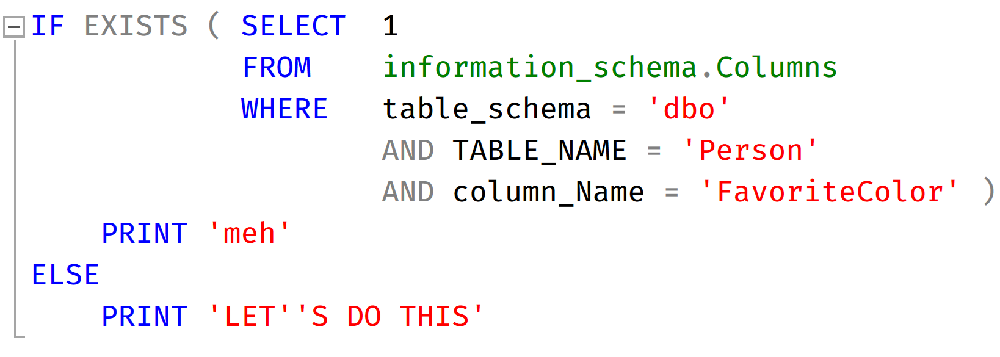 IF EXISTS ( SELECT 1
FROM information_schema.Columns
WHERE table_schema = 'dbo'
AND TABLE_NAME = 'Person'
AND column_Name = 'FavoriteColor' )
PRINT 'meh'
ELSE
PRINT 'LET''S DO THIS'